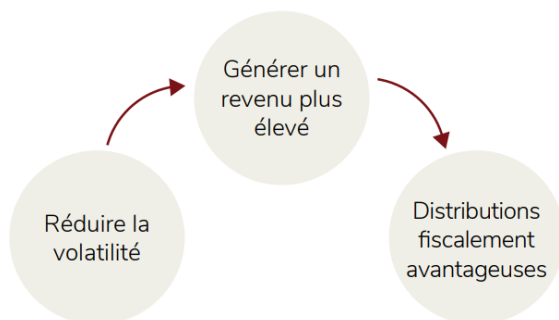 Générer un
revenu plus
élevé
Réduire la
volatilité
Distributions
fiscalement
avantageuses